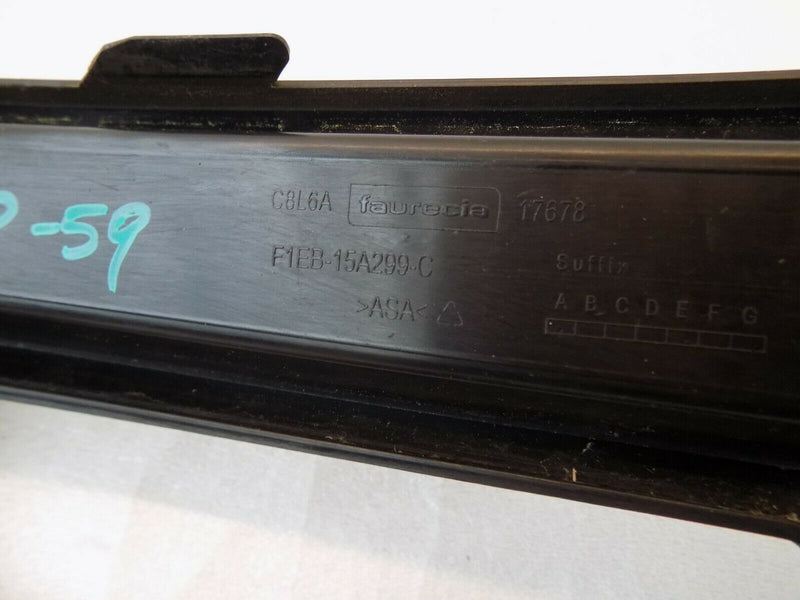 -59
C8L6A faurecia 17678
F1EB-15A299-C
Suffix
>ASA<
A B C D E F G